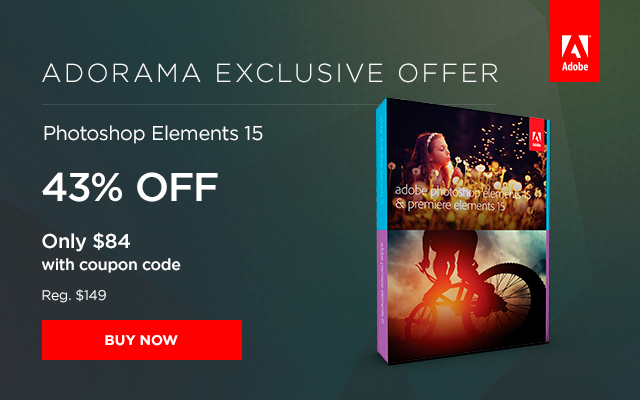 Adobe
ADORAMA EXCLUSIVE OFFER
Photoshop Elements 15
43% OFF
Only $84
with coupon code
Reg. $149
BUY NOW
Adobe
adobe photoshop elements 15
& premiere elements 15